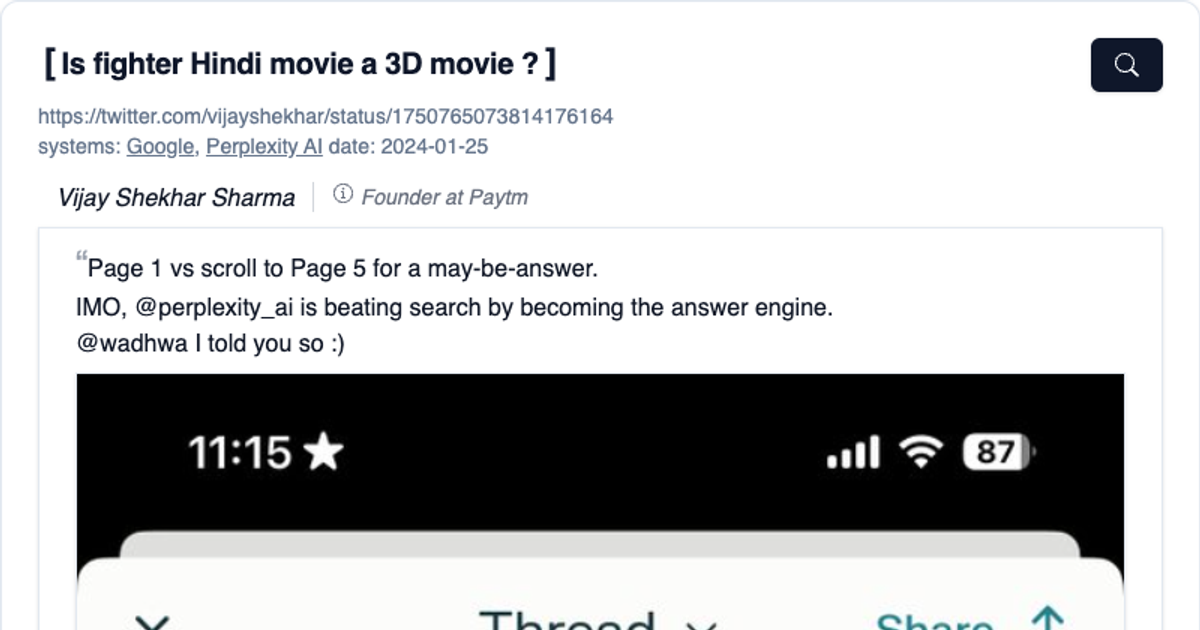 [ Is fighter Hindi movie a 3D movie ? ]
https://twitter.com/vijayshekhar/status/1750765073814176164
systems: Google, Perplexity AI date: 2024-01-25
Vijay Shekhar Sharma ⓘ Founder at Paytm
“Page 1 vs scroll to Page 5 for a may-be-answer.
IMO, @perplexity_ai is beating search by becoming the answer engine.
@wadhwa I told you so :)
11:15 ★ 87
Thread Share